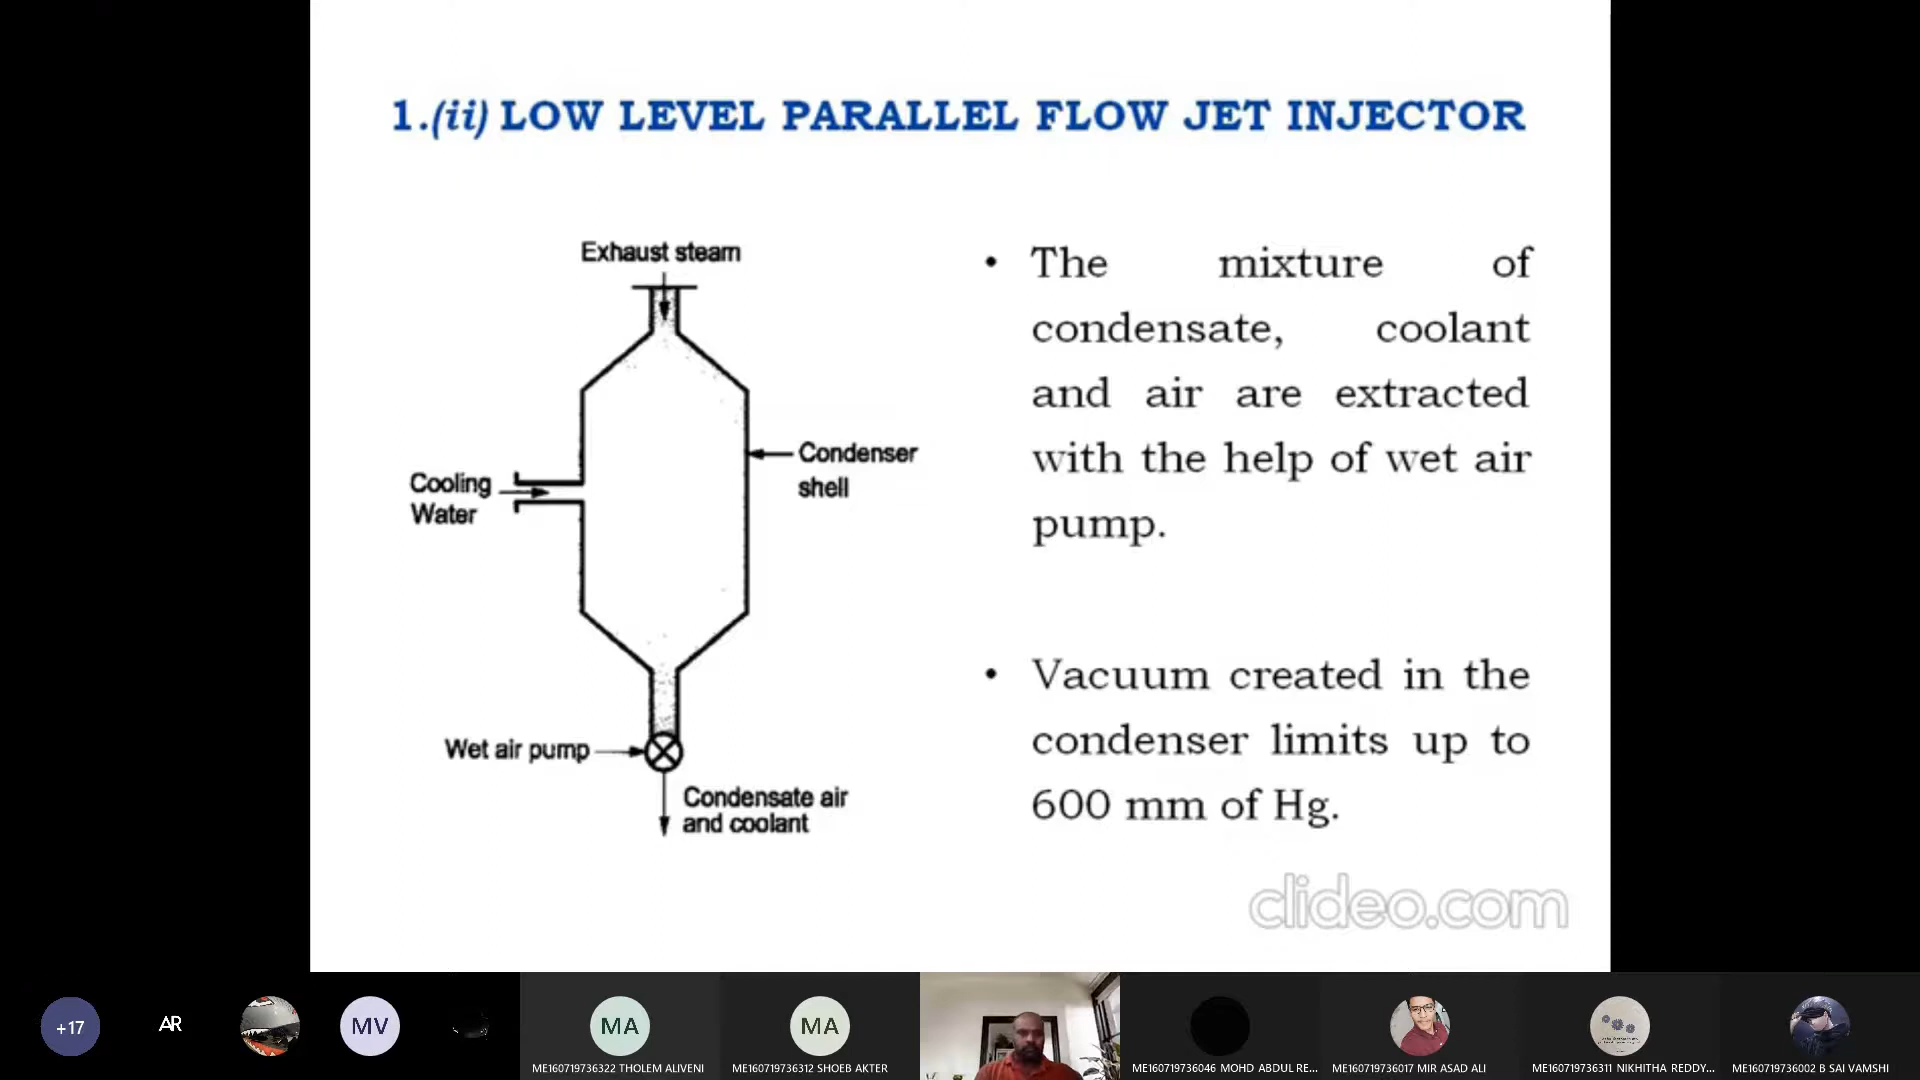 1.(ii) LOW LEVEL PARALLEL FLOW JET INJECTOR
Exhaust steam
Cooling
Water
Condenser
shell
Wet air pump
Condensate air
and coolant
• The mixture of
condensate, coolant
and air are extracted
with the help of wet air
pump.
• Vacuum created in the
condenser limits up to
600 mm of Hg.
clideo.com
+17
AR
MV
MA
ME160719736322 THOLEM ALIVENI
MA
ME160719736312 SHOEB AKTER
ME160719736046 MOHD ABDUL RE...
ME160719736017 MIR ASAD ALI
ME160719736311 NIKHITHA REDDY...
ME160719736002 B SAI VAMSHI